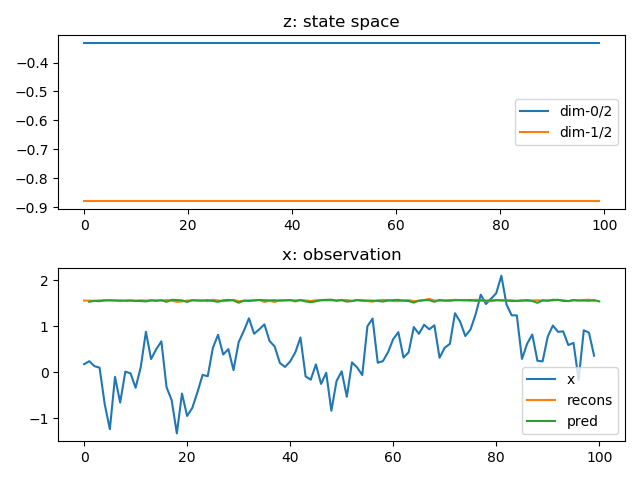 z: state space
−0.4
−0.5
−0.6
−0.7
−0.8
−0.9
dim-0/2
dim-1/2
0 20 40 60 80 100
x: observation
2
1
0
−1
x
recons
pred
0 20 40 60 80 100